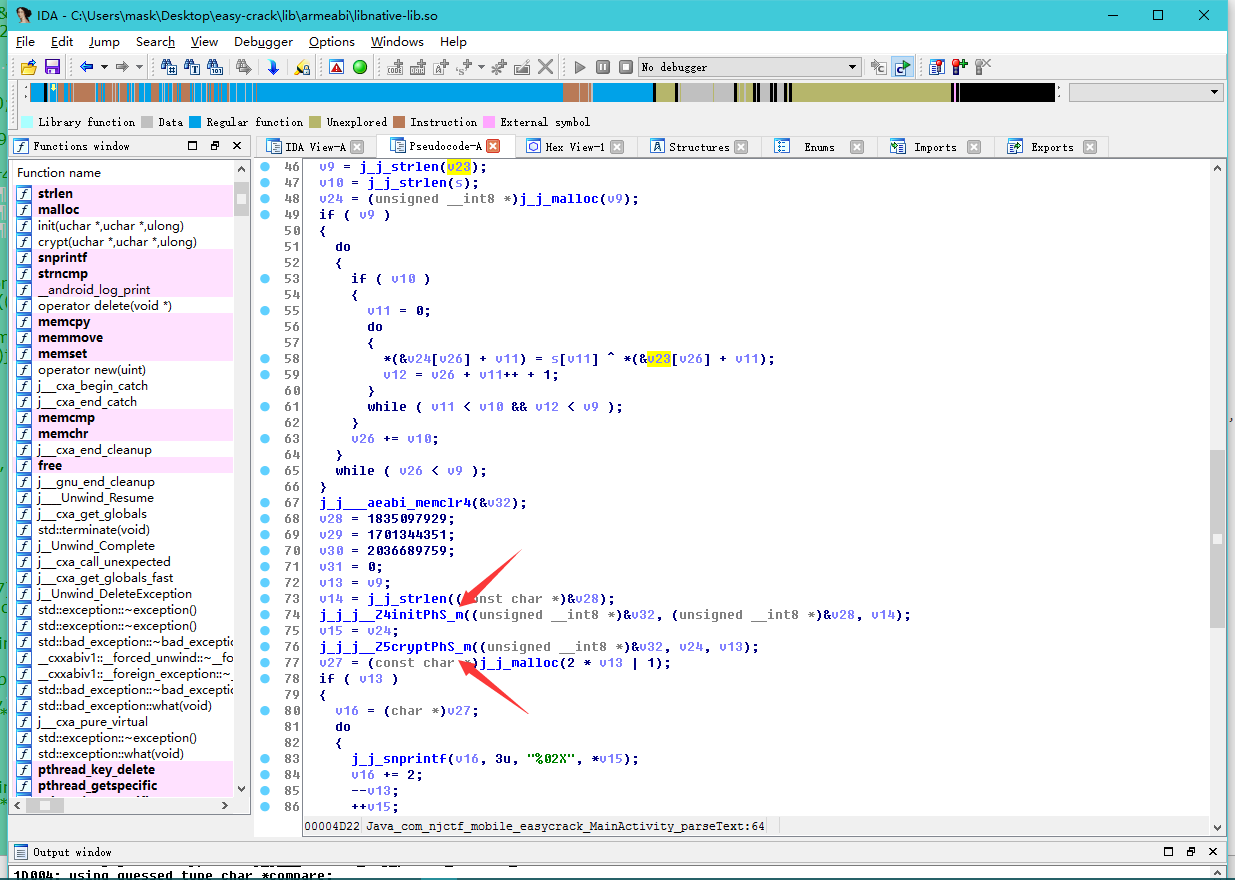 IDA - C:\Users\mask\Desktop\easy-crack\lib\armeabi\libnative-lib.so
File Edit Jump Search View Debugger Options Windows Help
No debugger
Library function Data Regular function Unexplored Instruction External symbol
Functions window
IDA View-A Pseudocode-A Hex View-1 Structures Enums Imports Exports
Function name
strlen
malloc
init(uchar *,uchar *,ulong)
crypt(uchar *,uchar *,ulong)
snprintf
strncmp
__android_log_print
operator delete(void *)
memcpy
memmove
memset
operator new(uint)
j___cxa_begin_catch
j___cxa_end_catch
memcmp
memchr
j___cxa_end_cleanup
free
j___gnu_end_cleanup
j___Unwind_Resume
j___cxa_get_globals
std::terminate(void)
j__Unwind_Complete
j___cxa_call_unexpected
j___cxa_get_globals_fast
j__Unwind_DeleteException
std::exception::~exception()
std::exception::~exception()
std::bad_exception::~bad_exceptic
__cxxabiv1::__forced_unwind::~__fo
__cxxabiv1::__foreign_exception::~_
std::bad_exception::~bad_exceptic
std::bad_exception::what(void)
j___cxa_pure_virtual
std::exception::~exception()
std::exception::what(void)
pthread_key_delete
pthread_getspecific
46 v9 = j_j_strlen(v23);
47 v10 = j_j_strlen(s);
48 v24 = (unsigned __int8 *)j_j_malloc(v9);
49 if ( v9 )
50 {
51 do
52 {
53 if ( v10 )
54 {
55 v11 = 0;
56 do
57 {
58 *(&v24[v26] + v11) = s[v11] ^ *(&v23[v26] + v11);
59 v12 = v26 + v11++ + 1;
60 }
61 while ( v11 < v10 && v12 < v9 );
62 }
63 v26 += v10;
64 }
65 while ( v26 < v9 );
66 }
67 j_j___aeabi_memclr4(&v32);
68 v28 = 1835097929;
69 v29 = 1701344351;
70 v30 = 2036689759;
71 v31 = 0;
72 v13 = v9;
73 v14 = j_j_strlen((const char *)&v28);
74 j_j_j__Z4initPhS_m((unsigned __int8 *)&v32, (unsigned __int8 *)&v28, v14);
75 v15 = v24;
76 j_j_j__Z5cryptPhS_m((unsigned __int8 *)&v32, v24, v13);
77 v27 = (const char *)j_j_malloc(2 * v13 | 1);
78 if ( v13 )
79 {
80 v16 = (char *)v27;
81 do
82 {
83 j_j_snprintf(v16, 3u, "%02X", *v15);
84 v16 += 2;
85 --v13;
86 ++v15;
00004D22 Java_com_njctf_mobile_easycrack_MainActivity_parseText:64
Output window
1D004: using guessed type char *compare;